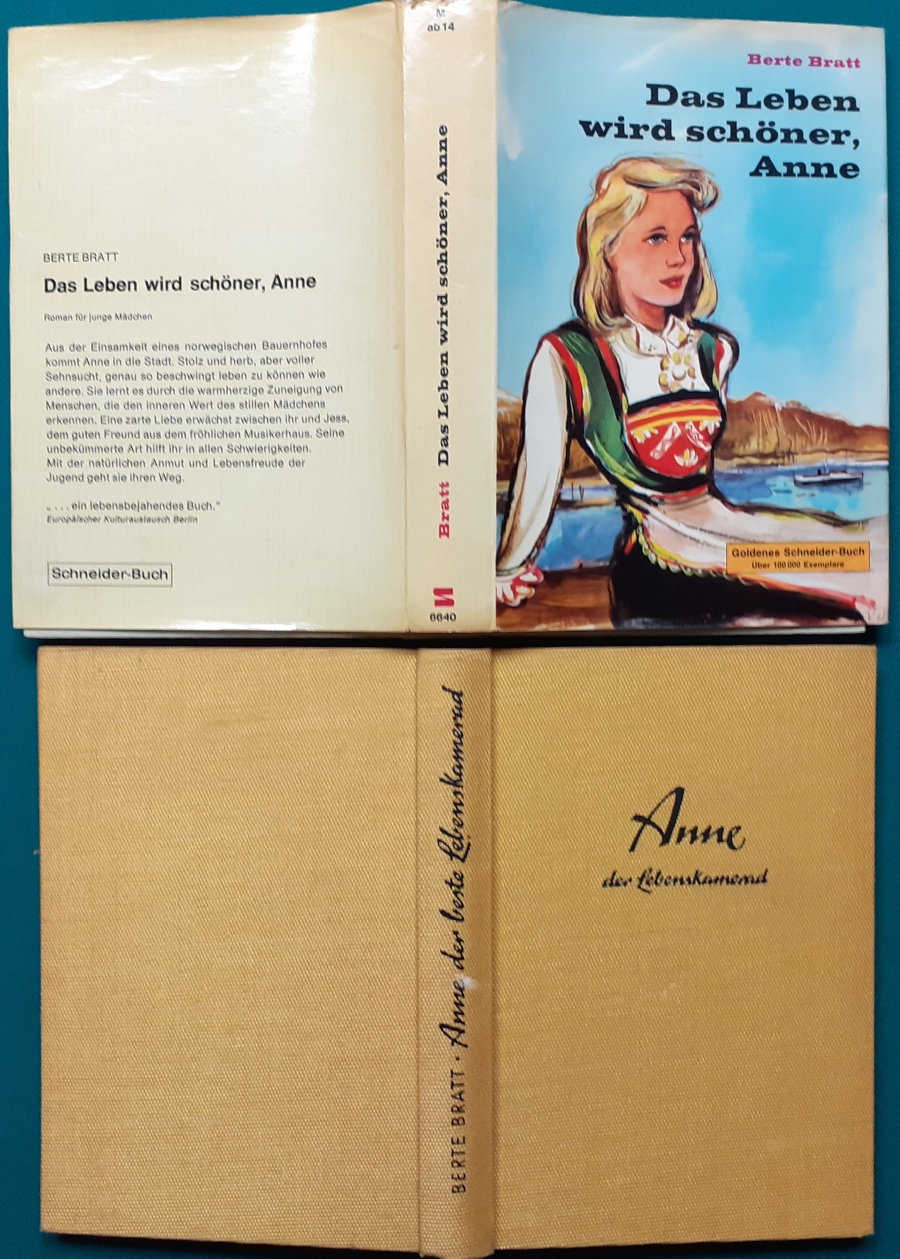 BERTE BRATT
Das Leben wird schöner, Anne
Roman für junge Mädchen
Aus der Einsamkeit eines norwegischen Bauernhofes
kommt Anne in die Stadt. Stolz und herb, aber voller
Sehnsucht, genau so beschwingt leben zu können wie
andere. Sie lernt es durch die warmherzige Zuneigung von
Menschen, die den inneren Wert des stillen Mädchens
erkennen. Eine zarte Liebe erwächst zwischen ihr und Jess,
dem guten Freund aus dem fröhlichen Musikerhaus. Seine
unbekümmerte Art hilft ihr in allen Schwierigkeiten.
Mit der natürlichen Anmut und Lebensfreude der
Jugend geht sie ihren Weg.
„. . . . ein lebensbejahendes Buch.“
Europäischer Kulturaustausch Berlin
Schneider-Buch
M
ab 14
Bratt Das Leben wird schöner, Anne
6640
Berte Bratt
Das Leben
wird schöner,
Anne
Goldenes Schneider-Buch
Über 100 000 Exemplare
BERTE BRATT · Anne der beste Lebenskamerad
Anne
der Lebenskamerad